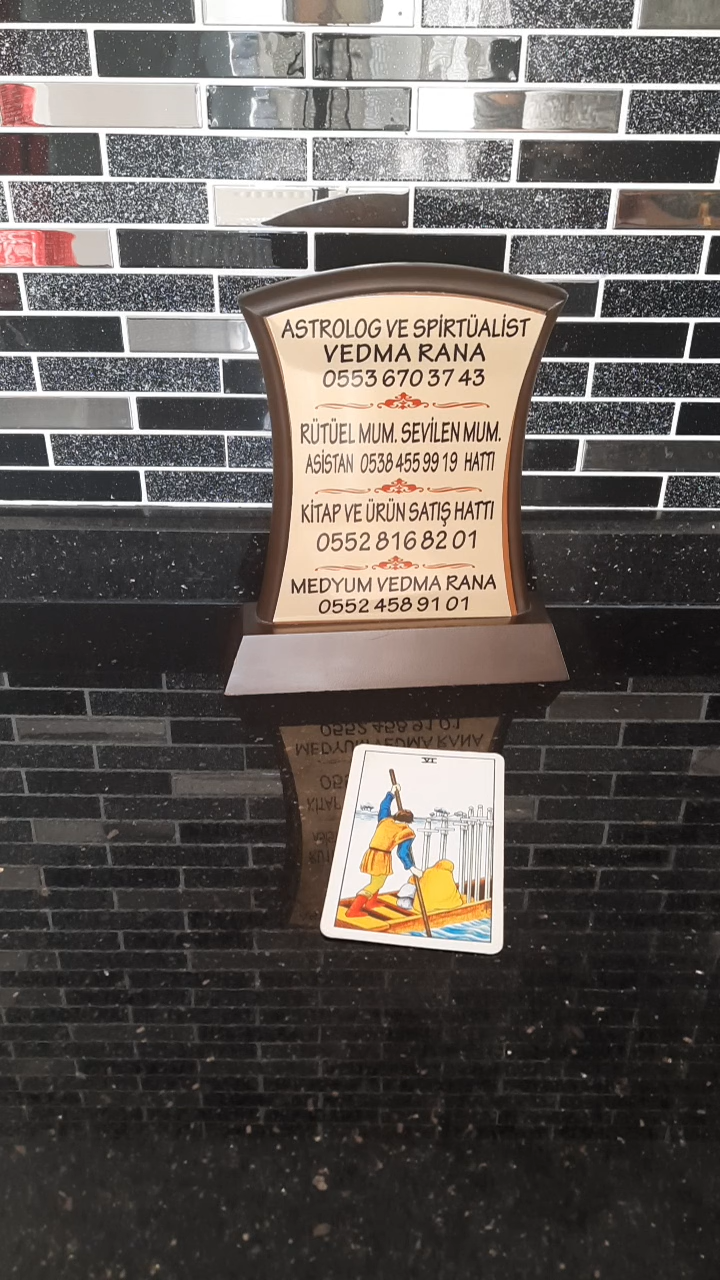 ASTROLOG VE SPİRTÜALİST
VEDMA RANA
0553 670 37 43
RÜTÜEL MUM. SEVİLEN MUM.
ASİSTAN 0538 455 99 19 HATTI
KİTAP VE ÜRÜN SATIŞ HATTI
0552 816 82 01
MEDYUM VEDMA RANA
0552 458 91 01
VI